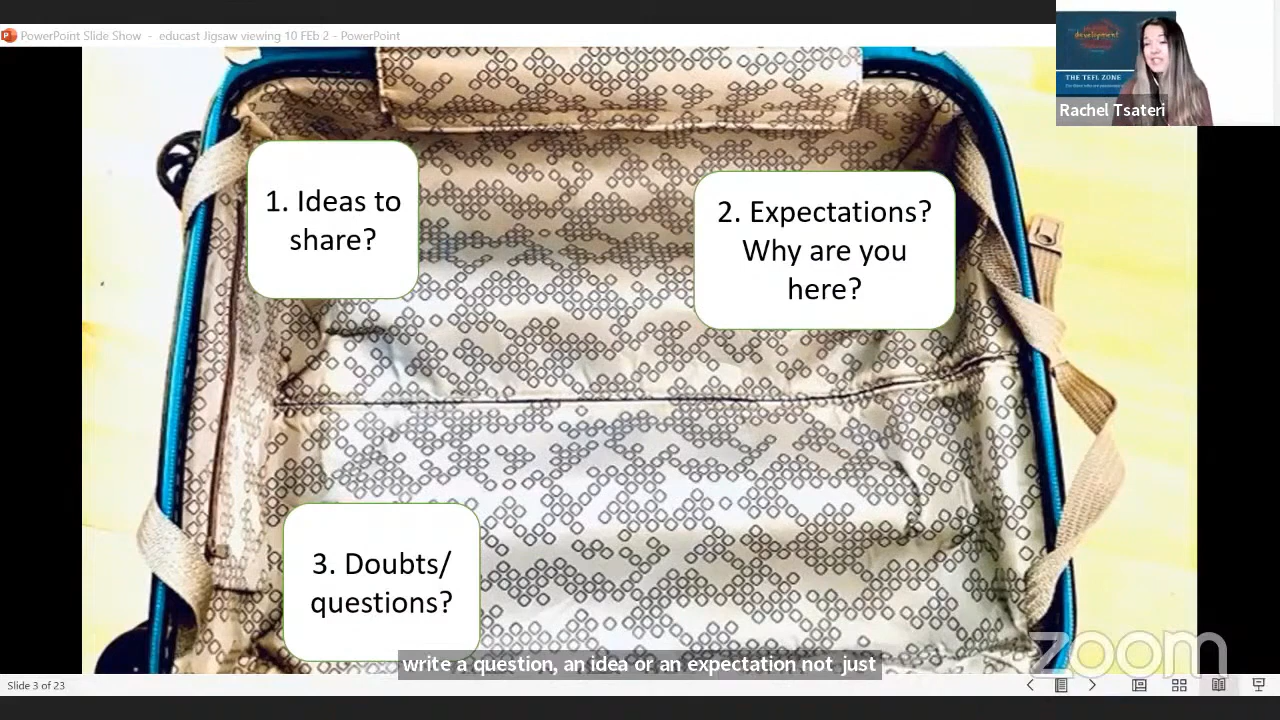 PowerPoint Slide Show - educast Jigsaw viewing 10 FEb 2 - PowerPoint
development
THE TEFL ZONE
Rachel Tsateri
1. Ideas to
share?
2. Expectations?
Why are you
here?
3. Doubts/
questions?
write a question, an idea or an expectation not just
zoom
Slide 3 of 23